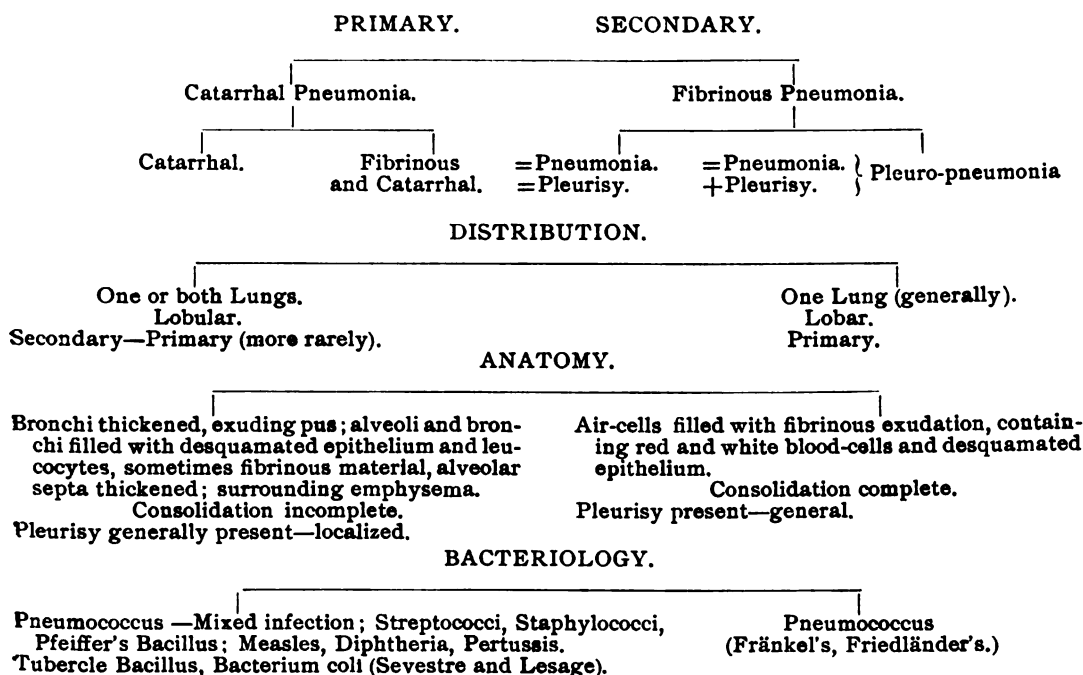 PRIMARY. SECONDARY.
Catarrhal Pneumonia. Fibrinous Pneumonia.
Catarrhal. Fibrinous =Pneumonia. =Pneumonia. } Pleuro-pneumonia
and Catarrhal. =Pleurisy. +Pleurisy.
DISTRIBUTION.
One or both Lungs. One Lung (generally).
Lobular. Lobar.
Secondary—Primary (more rarely). Primary.
ANATOMY.
Bronchi thickened, exuding pus; alveoli and bron-
chi filled with desquamated epithelium and leu-
cocytes, sometimes fibrinous material, alveolar
septa thickened; surrounding emphysema.
Consolidation incomplete.
Pleurisy generally present—localized.
Air-cells filled with fibrinous exudation, contain-
ing red and white blood-cells and desquamated
epithelium.
Consolidation complete.
Pleurisy present—general.
BACTERIOLOGY.
Pneumococcus —Mixed infection; Streptococci, Staphylococci,
Pfeiffer's Bacillus; Measles, Diphtheria, Pertussis.
Tubercle Bacillus, Bacterium coli (Sevestre and Lesage).
Pneumococcus
(Fränkel's, Friedländer's.)